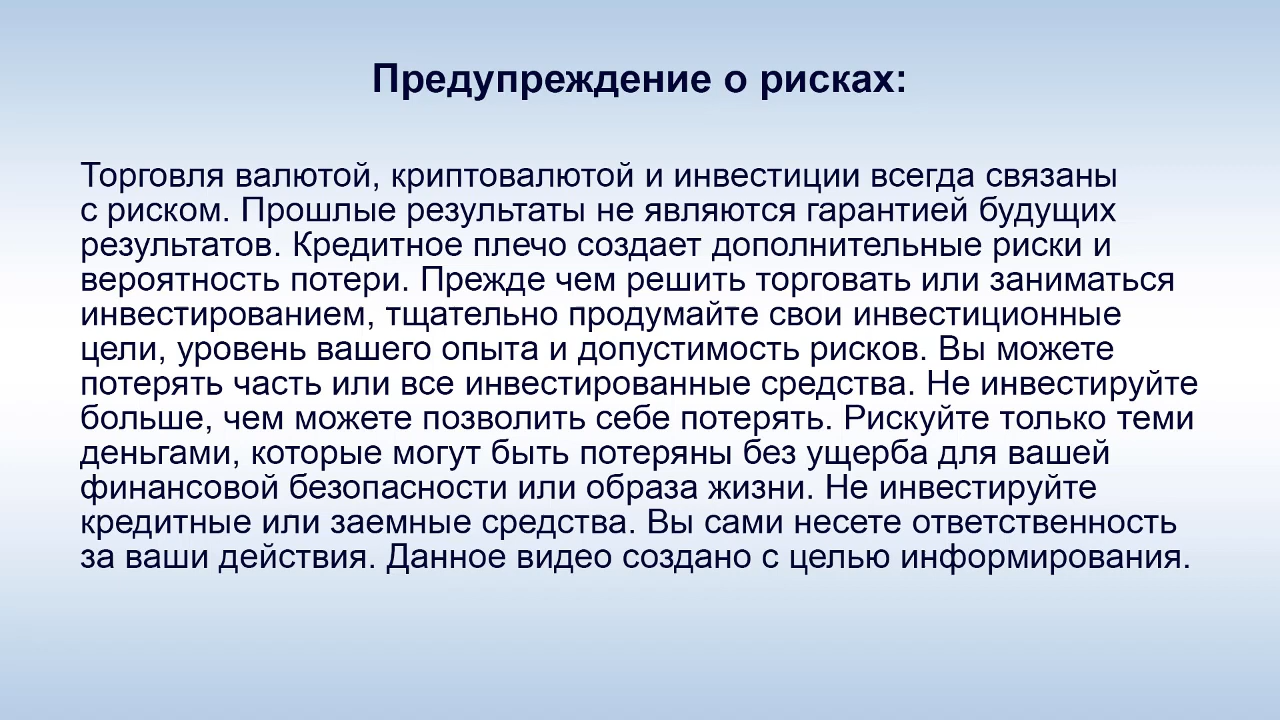 Предупреждение о рисках:
Торговля валютой, криптовалютой и инвестиции всегда связаны
с риском. Прошлые результаты не являются гарантией будущих
результатов. Кредитное плечо создает дополнительные риски и
вероятность потери. Прежде чем решить торговать или заниматься
инвестированием, тщательно продумайте свои инвестиционные
цели, уровень вашего опыта и допустимость рисков. Вы можете
потерять часть или все инвестированные средства. Не инвестируйте
больше, чем можете позволить себе потерять. Рискуйте только теми
деньгами, которые могут быть потеряны без ущерба для вашей
финансовой безопасности или образа жизни. Не инвестируйте
кредитные или заемные средства. Вы сами несете ответственность
за ваши действия. Данное видео создано с целью информирования.